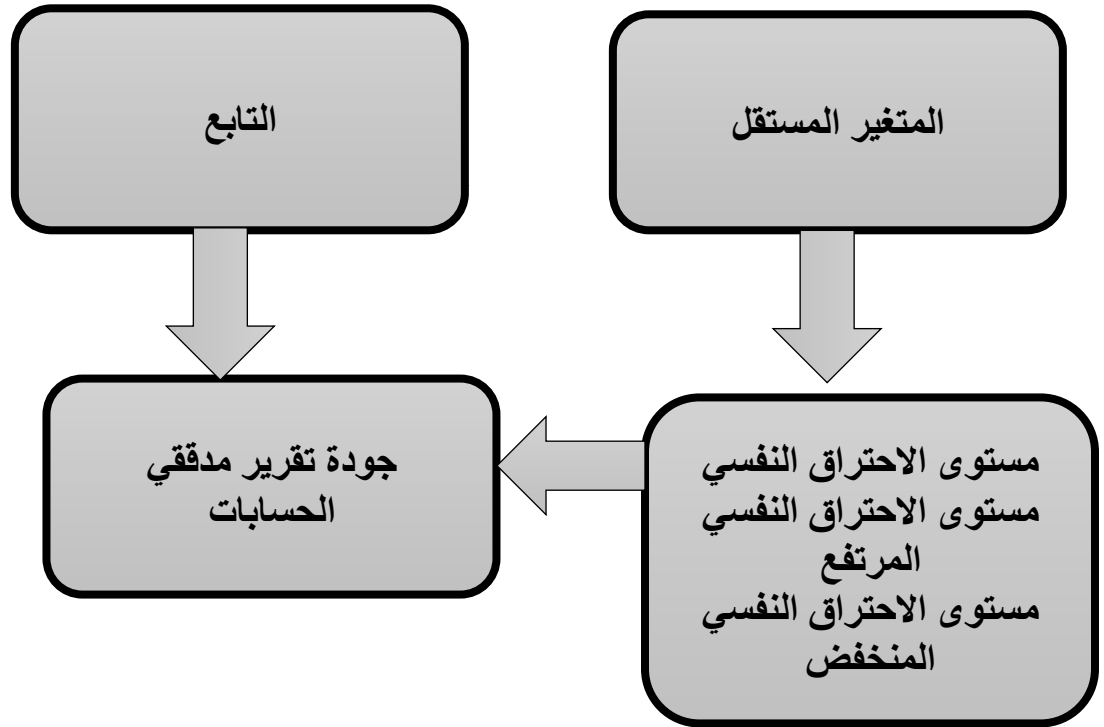 المتغير المستقل
التابع
مستوى الاحتراق النفسي
مستوى الاحتراق النفسي
المرتفع
مستوى الاحتراق النفسي
المنخفض
جودة تقرير مدققي
الحسابات